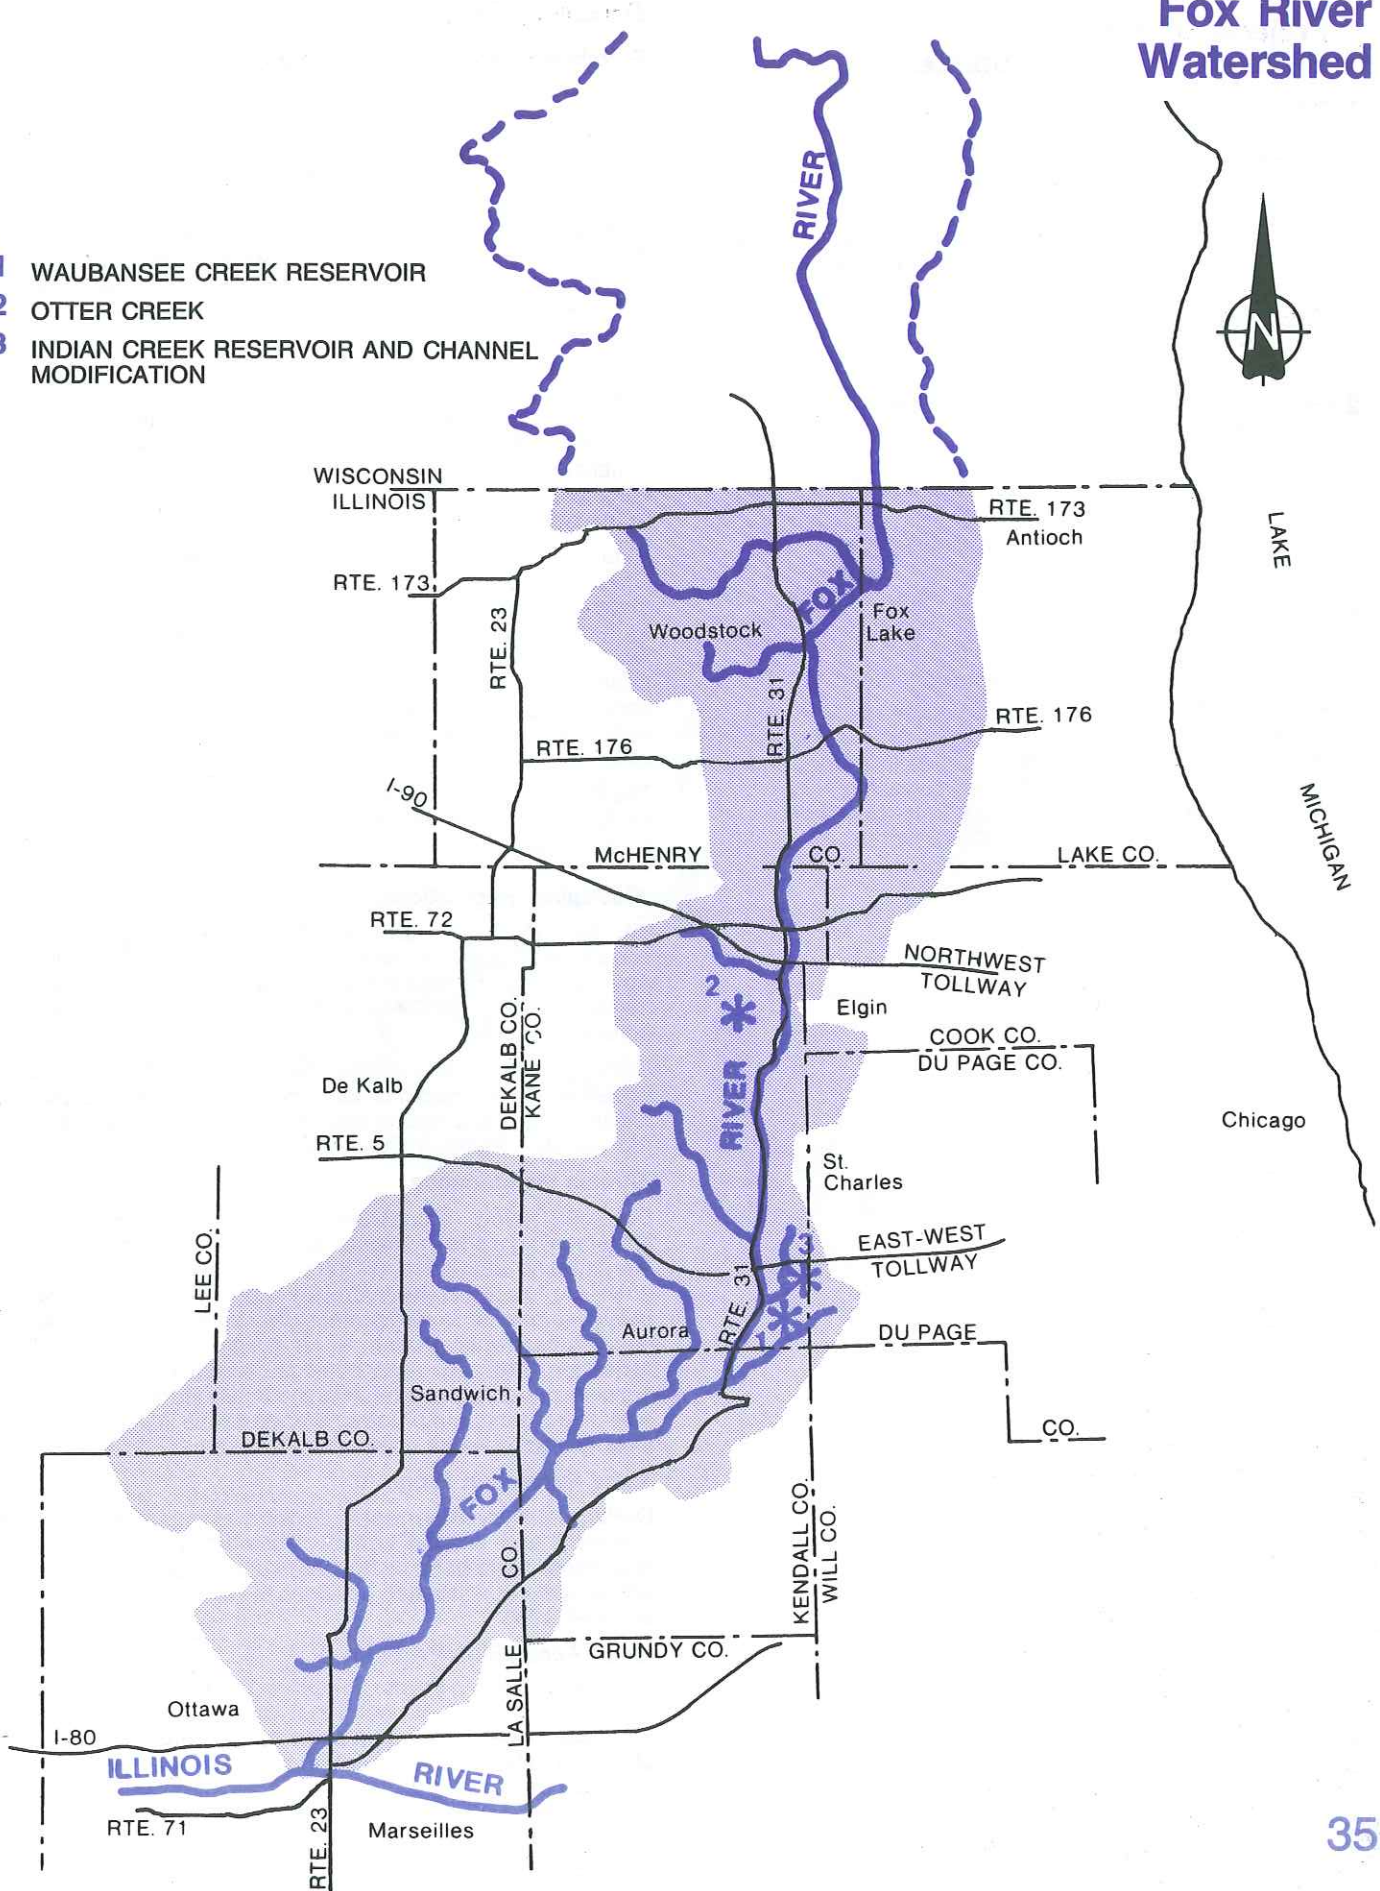 Fox River
Watershed
RIVER
1 WAUBANSEE CREEK RESERVOIR
2 OTTER CREEK
3 INDIAN CREEK RESERVOIR AND CHANNEL
MODIFICATION
N
WISCONSIN
ILLINOIS
RTE. 173
Antioch
LAKE
RTE. 173
FOX
Fox
Lake
Woodstock
RTE. 23
RTE. 31
RTE. 176
RTE. 176
I-90
MICHIGAN
McHENRY
CO.
LAKE CO.
RTE. 72
NORTHWEST
TOLLWAY
2
Elgin
DEKALB CO.
KANE CO.
COOK CO.
DU PAGE CO.
De Kalb
RIVER
Chicago
RTE. 5
St.
Charles
LEE CO.
EAST-WEST
TOLLWAY
3
RTE. 31
1
Aurora
DU PAGE
Sandwich
DEKALB CO.
CO.
FOX
CO.
KENDALL CO.
WILL CO.
GRUNDY CO.
LA SALLE
Ottawa
I-80
ILLINOIS
RIVER
RTE. 71
RTE. 23
Marseilles
35